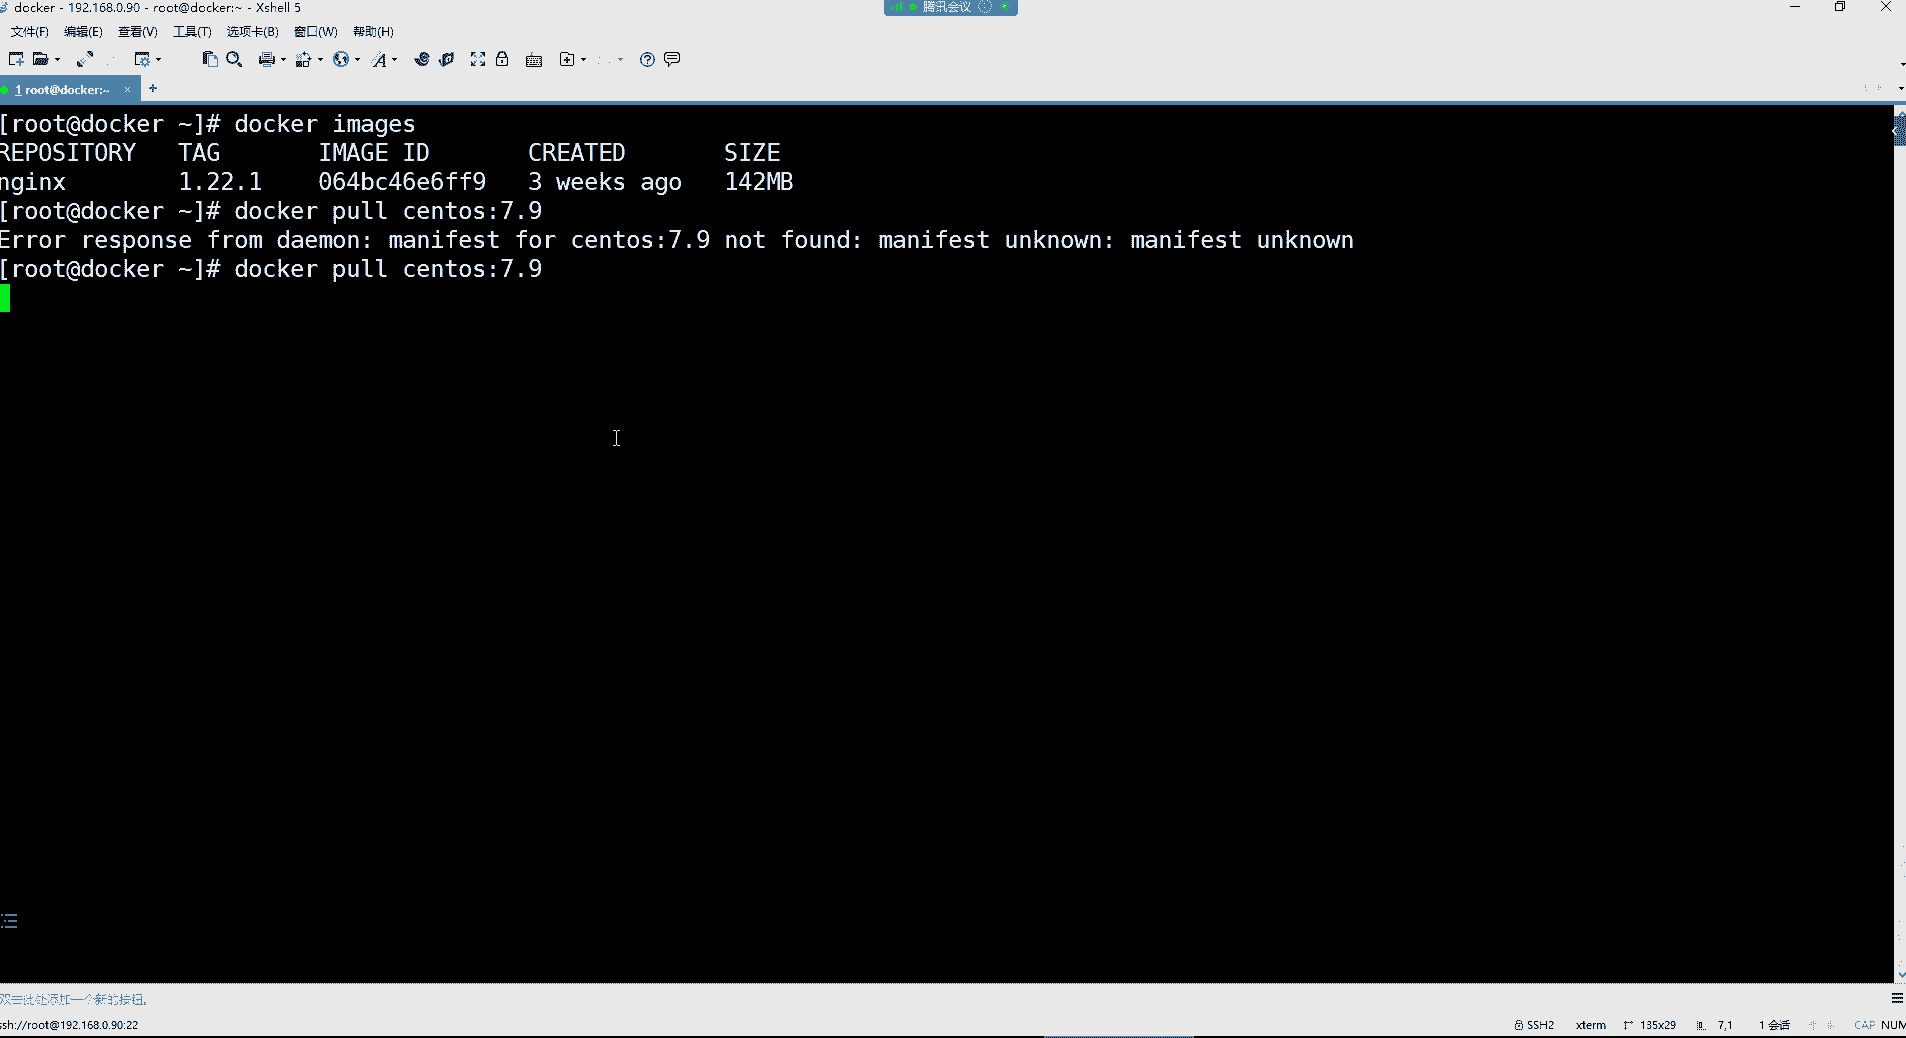 docker - 192.168.0.90 - root@docker:~ - Xshell 5
腾讯会议
文件(F) 编辑(E) 查看(V) 工具(T) 选项卡(B) 窗口(W) 帮助(H)
1 root@docker:~ × +
[root@docker ~]# docker images
REPOSITORY TAG IMAGE ID CREATED SIZE
nginx 1.22.1 064bc46e6ff9 3 weeks ago 142MB
[root@docker ~]# docker pull centos:7.9
Error response from daemon: manifest for centos:7.9 not found: manifest unknown: manifest unknown
[root@docker ~]# docker pull centos:7.9
双击此处添加一个新的按钮。
ssh://root@192.168.0.90:22 SSH2 xterm 135x29 7,1 1 会话 CAP NUM